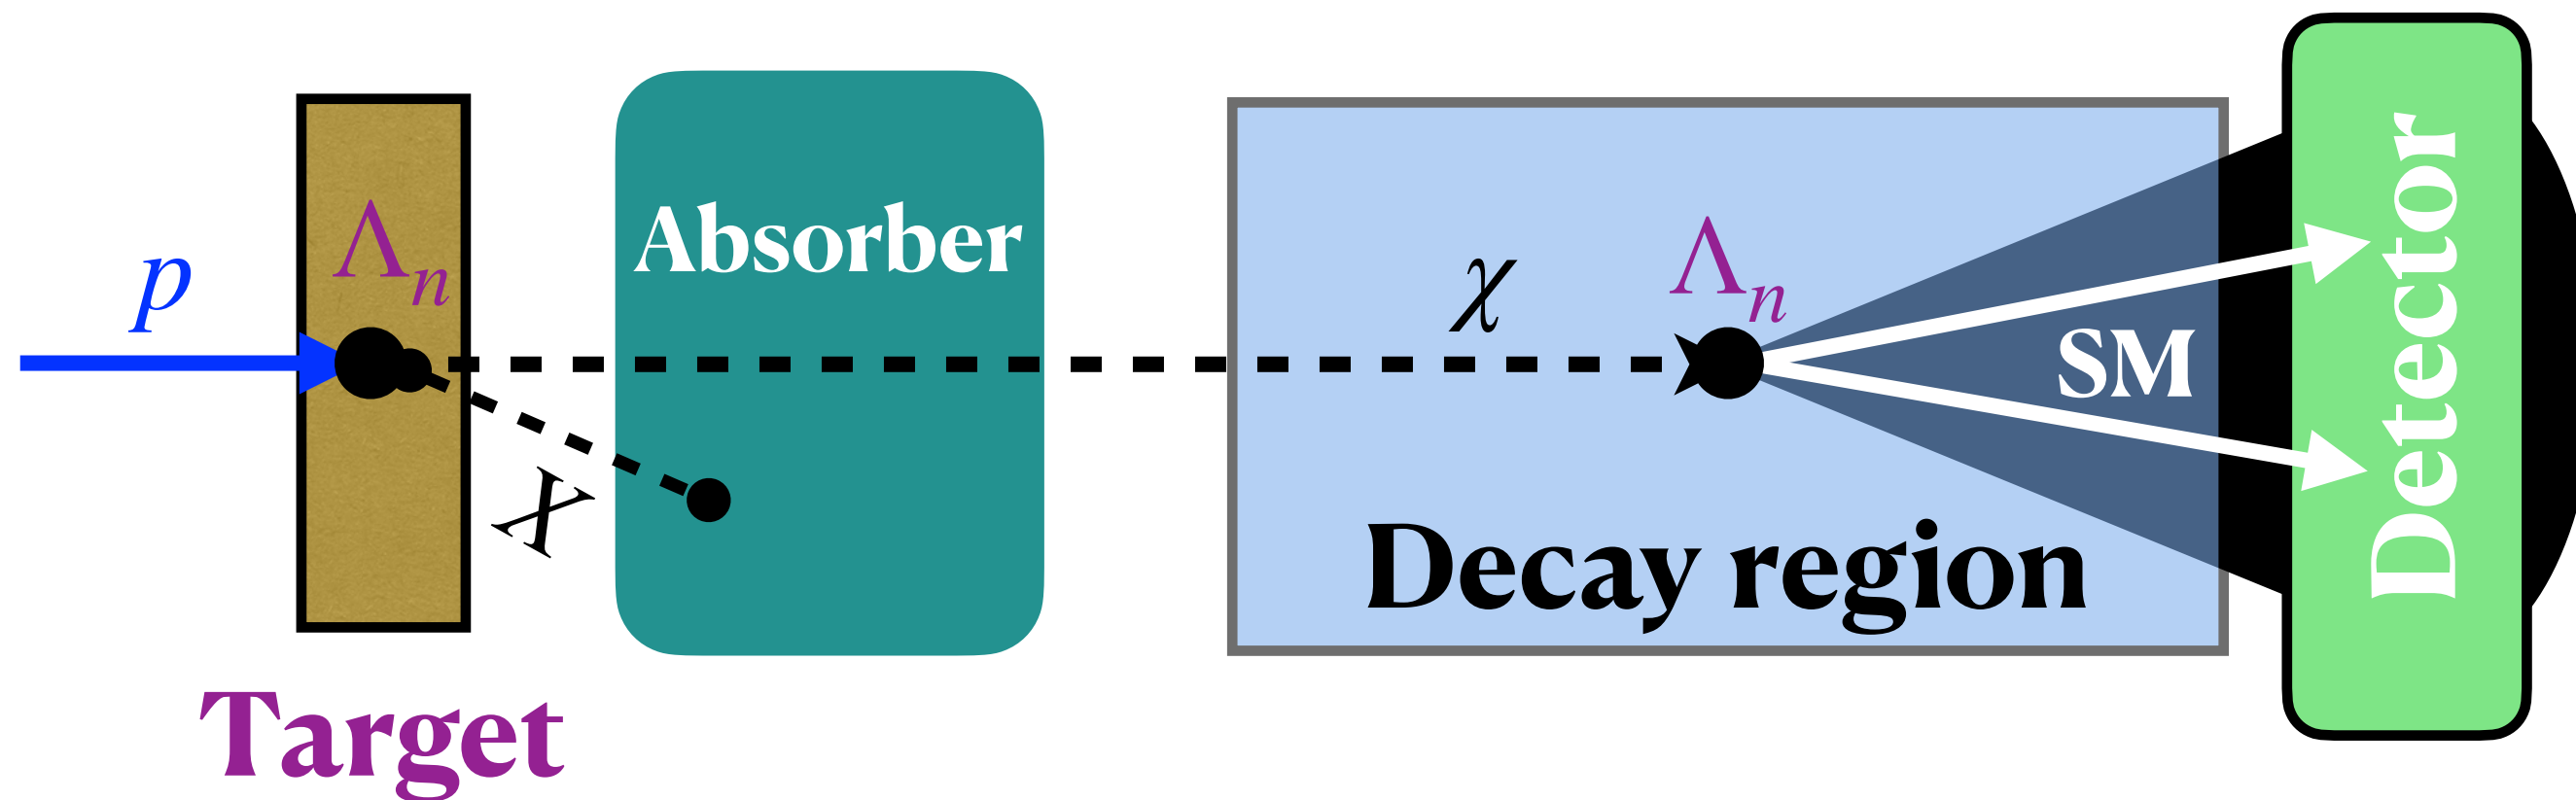 p
Λn
Absorber
X
χ
Λn
SM
Decay region
Detector
Target